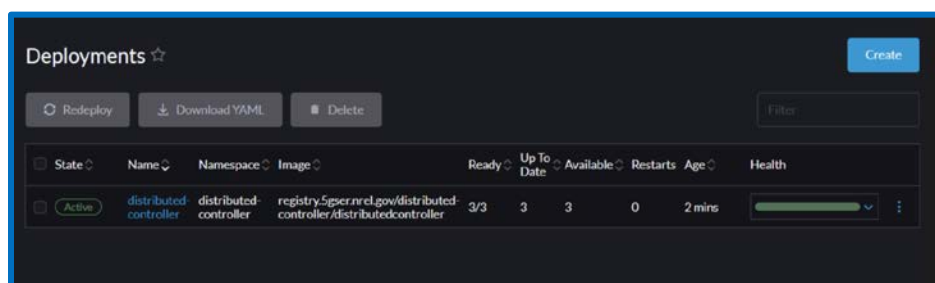 Deployments
Create
Redeploy Download YAML Delete Filter
State Name Namespace Image Ready Up To Date Available Restarts Age Health
Active distributed-controller distributed-controller registry.5gser.nrel.gov/distributed-controller/distributedcontroller 3/3 3 3 0 2 mins